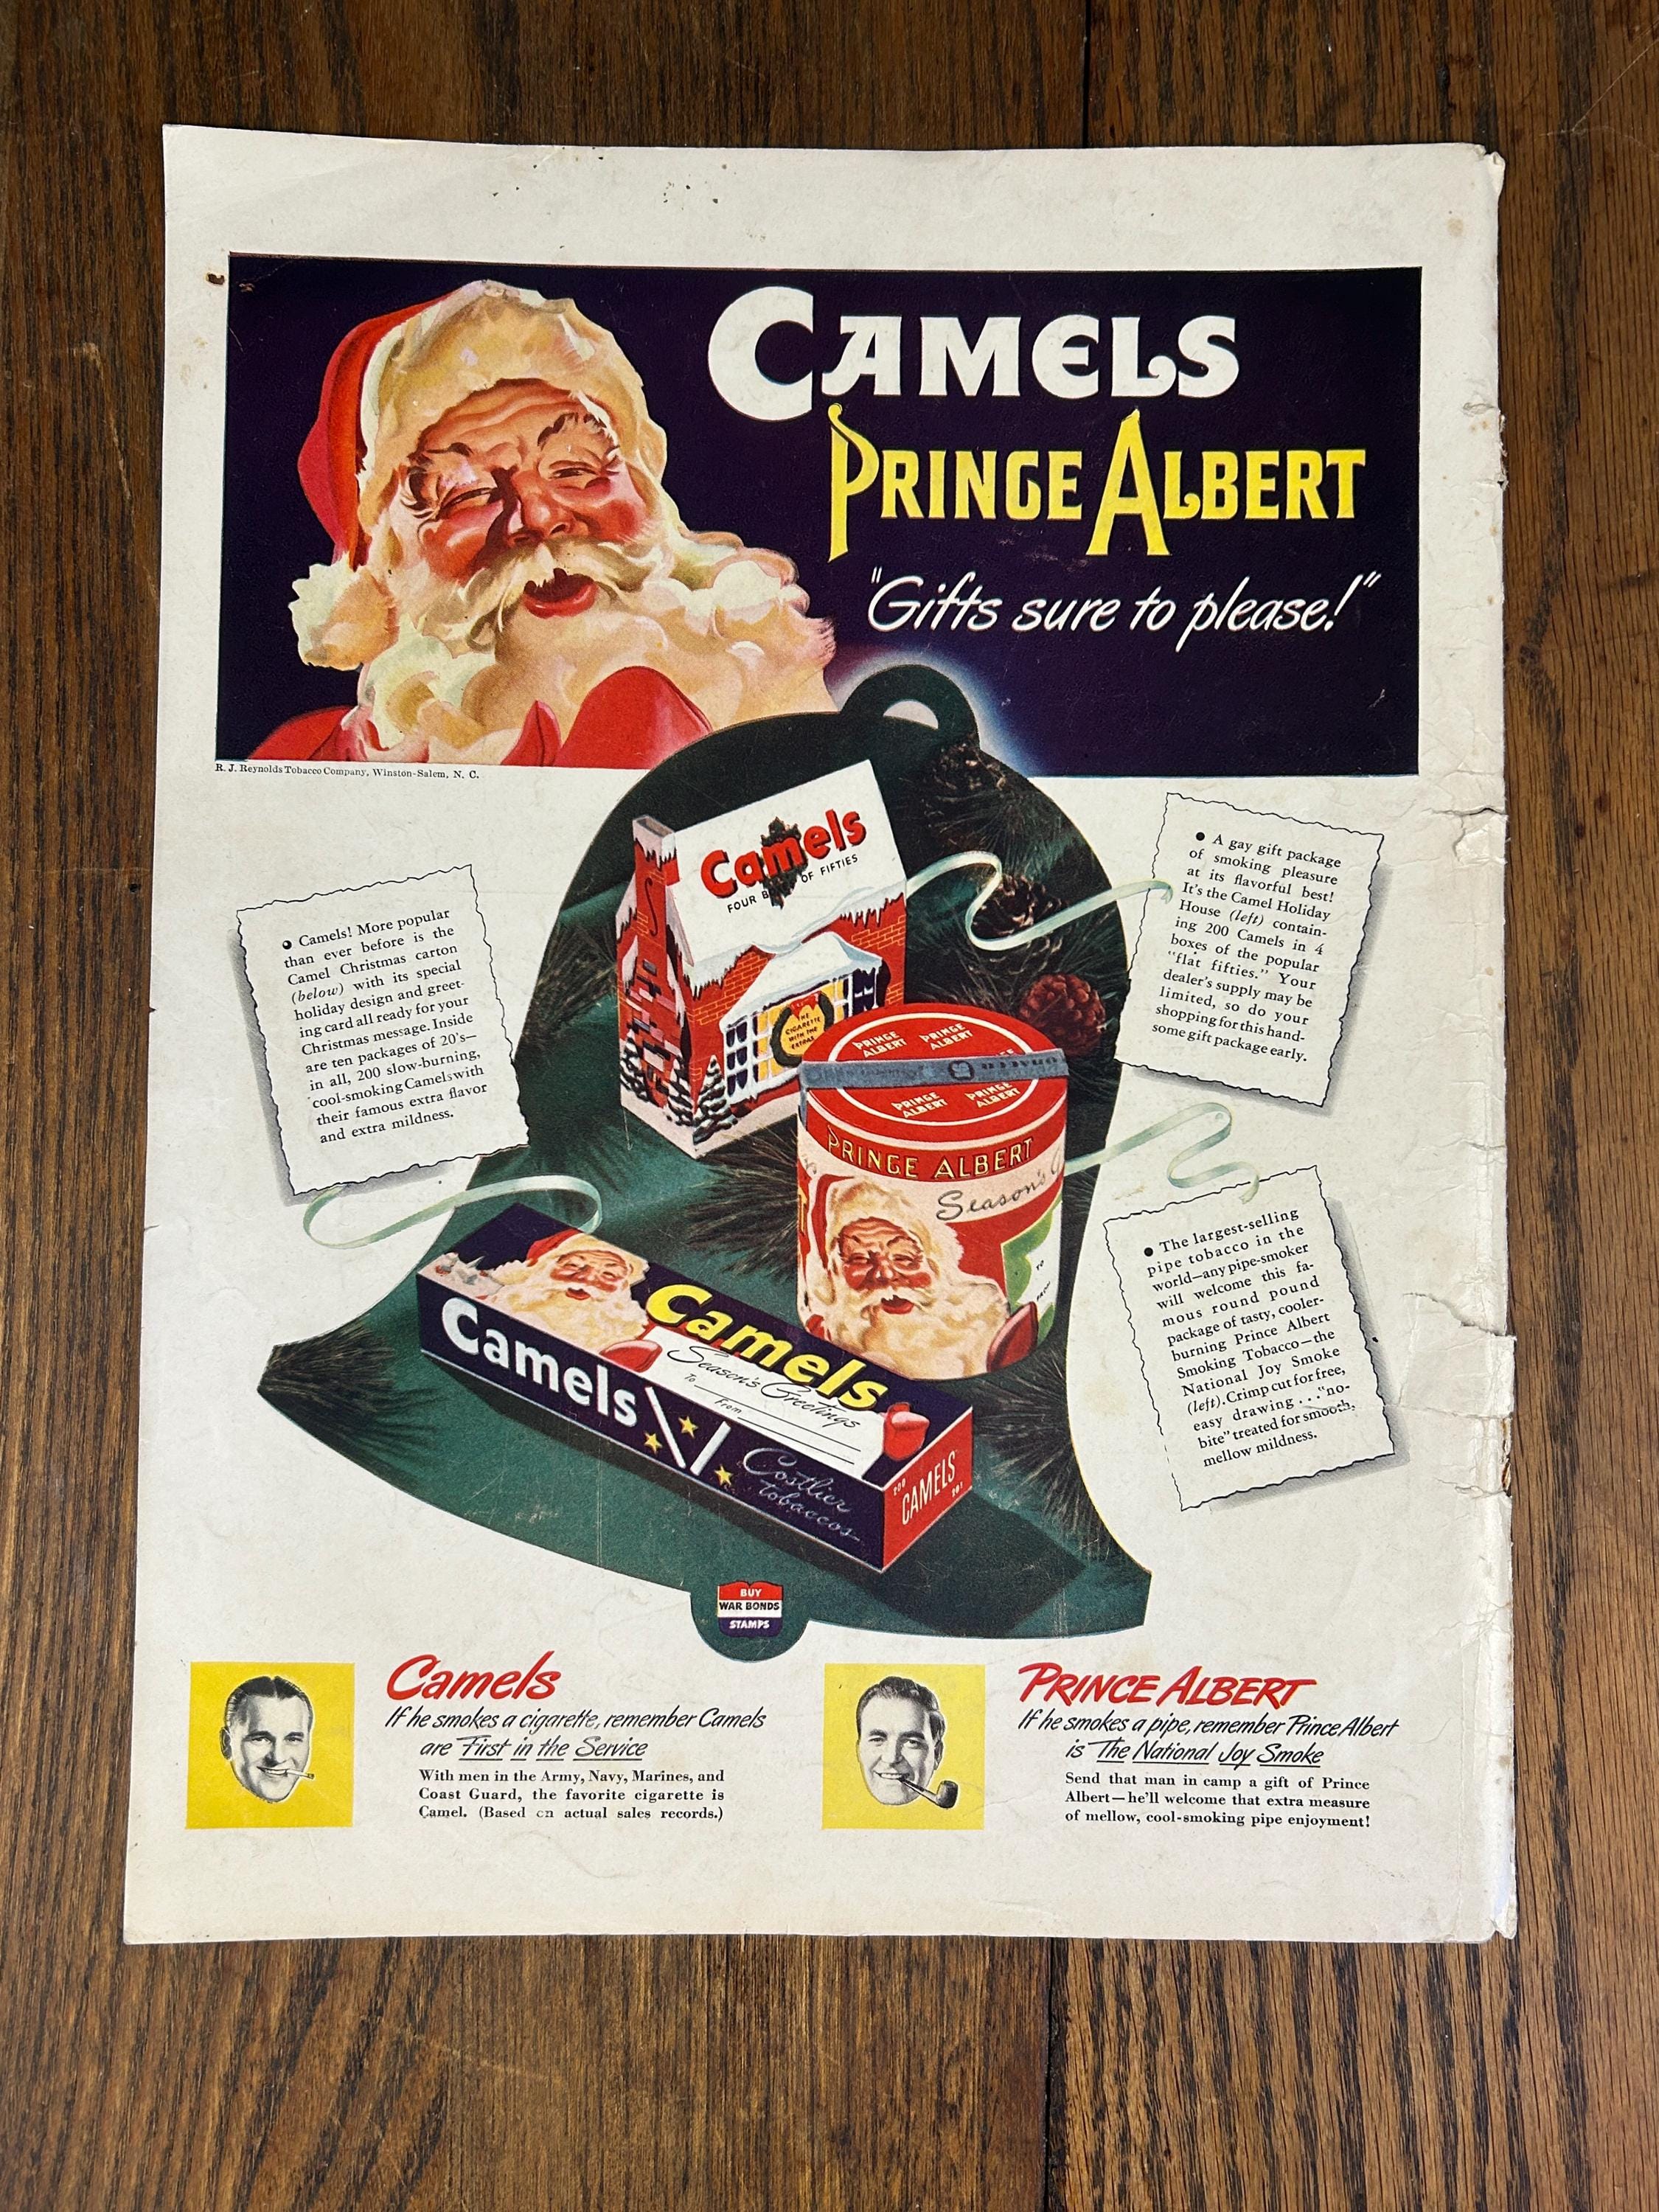 CAMELS
PRINCE ALBERT
"Gifts sure to please!"
R. J. Reynolds Tobacco Company, Winston-Salem, N. C.
• Camels! More popular
than ever before is the
Camel Christmas carton
(below) with its special
holiday design and greet-
ing card all ready for your
Christmas message. Inside
are ten packages of 20's—
in all, 200 slow-burning,
cool-smoking Camels with
their famous extra flavor
and extra mildness.
Camels
FOUR BOXES OF FIFTIES
THE
CIGARETTE
WITH THE
EXTRAS
• A gay gift package
of smoking pleasure
at its flavorful best!
It's the Camel Holiday
House (left) contain-
ing 200 Camels in 4
boxes of the popular
"flat fifties." Your
dealer's supply may be
limited, so do your
shopping for this hand-
some gift package early.
PRINCE ALBERT
PRINCE ALBERT
PRINCE ALBERT
PRINCE ALBERT
PRINCE ALBERT
Season's
TO
FROM
• The largest-selling
pipe tobacco in the
world—any pipe-smoker
will welcome this fa-
mous round pound
package of tasty, cooler-
burning Prince Albert
Smoking Tobacco—the
National Joy Smoke
(left). Crimp cut for free,
easy drawing . . . "no-
bite" treated for smooth,
mellow mildness.
Camels
Season's Greetings
To
From
Camels
Costlier
tobaccos
200 CAMELS 20!
BUY
WAR BONDS
STAMPS
Camels
If he smokes a cigarette, remember Camels
are First in the Service
With men in the Army, Navy, Marines, and
Coast Guard, the favorite cigarette is
Camel. (Based on actual sales records.)
PRINCE ALBERT
If he smokes a pipe, remember Prince Albert
is The National Joy Smoke
Send that man in camp a gift of Prince
Albert—he'll welcome that extra measure
of mellow, cool-smoking pipe enjoyment!